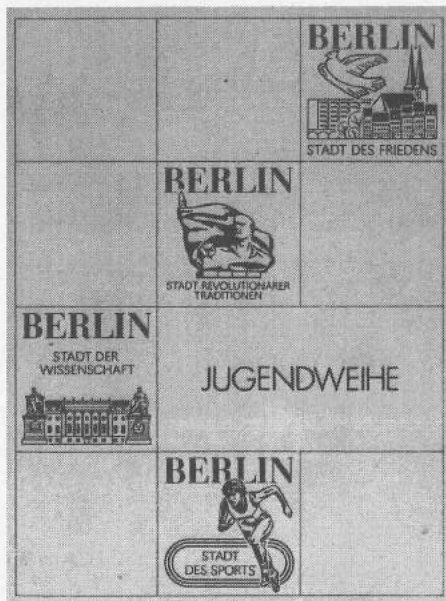 BERLIN
STADT DES FRIEDENS
BERLIN
STADT REVOLUTIONÄRER
TRADITIONEN
BERLIN
STADT DER
WISSENSCHAFT
JUGENDWEIHE
BERLIN
STADT
DES SPORTS